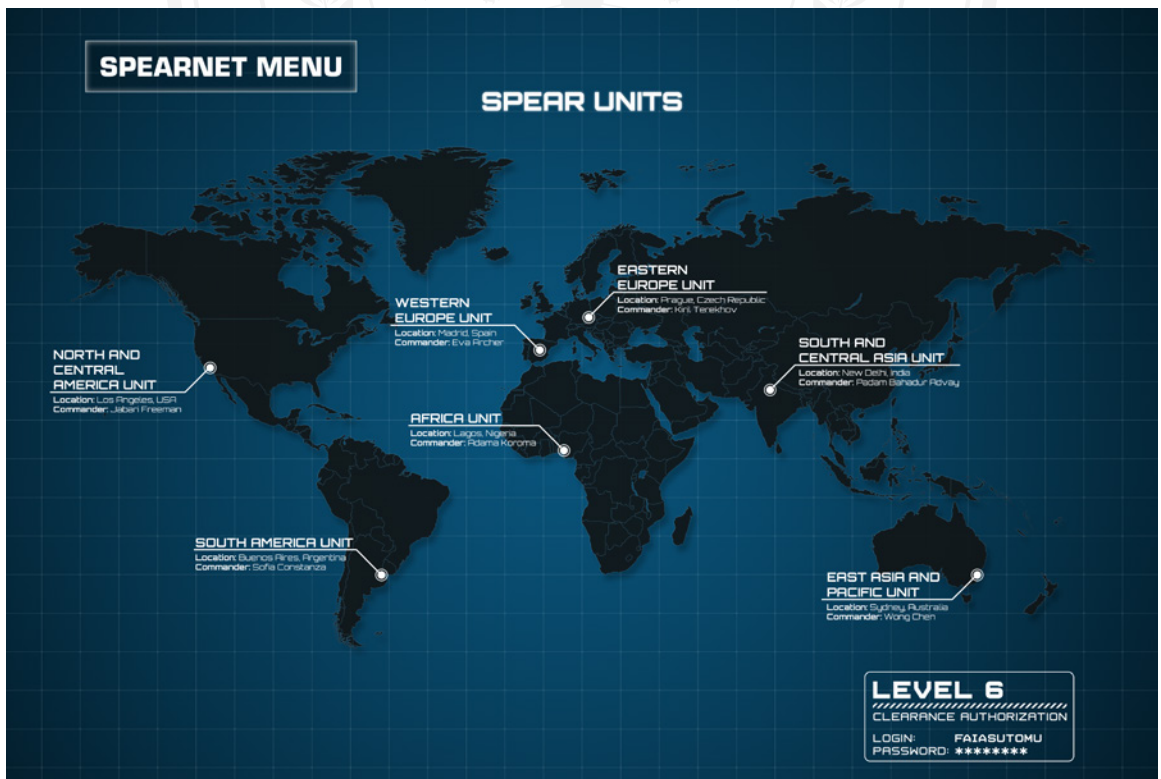 SPEARNET MENU
SPEAR UNITS
EASTERN
EUROPE UNIT
Location: Prague, Czech Republic
Commander: Kiril Terekhov
WESTERN
EUROPE UNIT
Location: Madrid, Spain
Commander: Eva Archer
SOUTH AND
CENTRAL ASIA UNIT
Location: New Delhi, India
Commander: Padam Bahadur Advay
NORTH AND
CENTRAL
AMERICA UNIT
Location: Los Angeles, USA
Commander: Jabari Freeman
AFRICA UNIT
Location: Lagos, Nigeria
Commander: Adama Koroma
SOUTH AMERICA UNIT
Location: Buenos Aires, Argentina
Commander: Sofia Constanza
EAST ASIA AND
PACIFIC UNIT
Location: Sydney, Australia
Commander: Wong Chen
LEVEL 6
CLEARANCE AUTHORIZATION
LOGIN: FAIASUTOMU
PASSWORD: ********